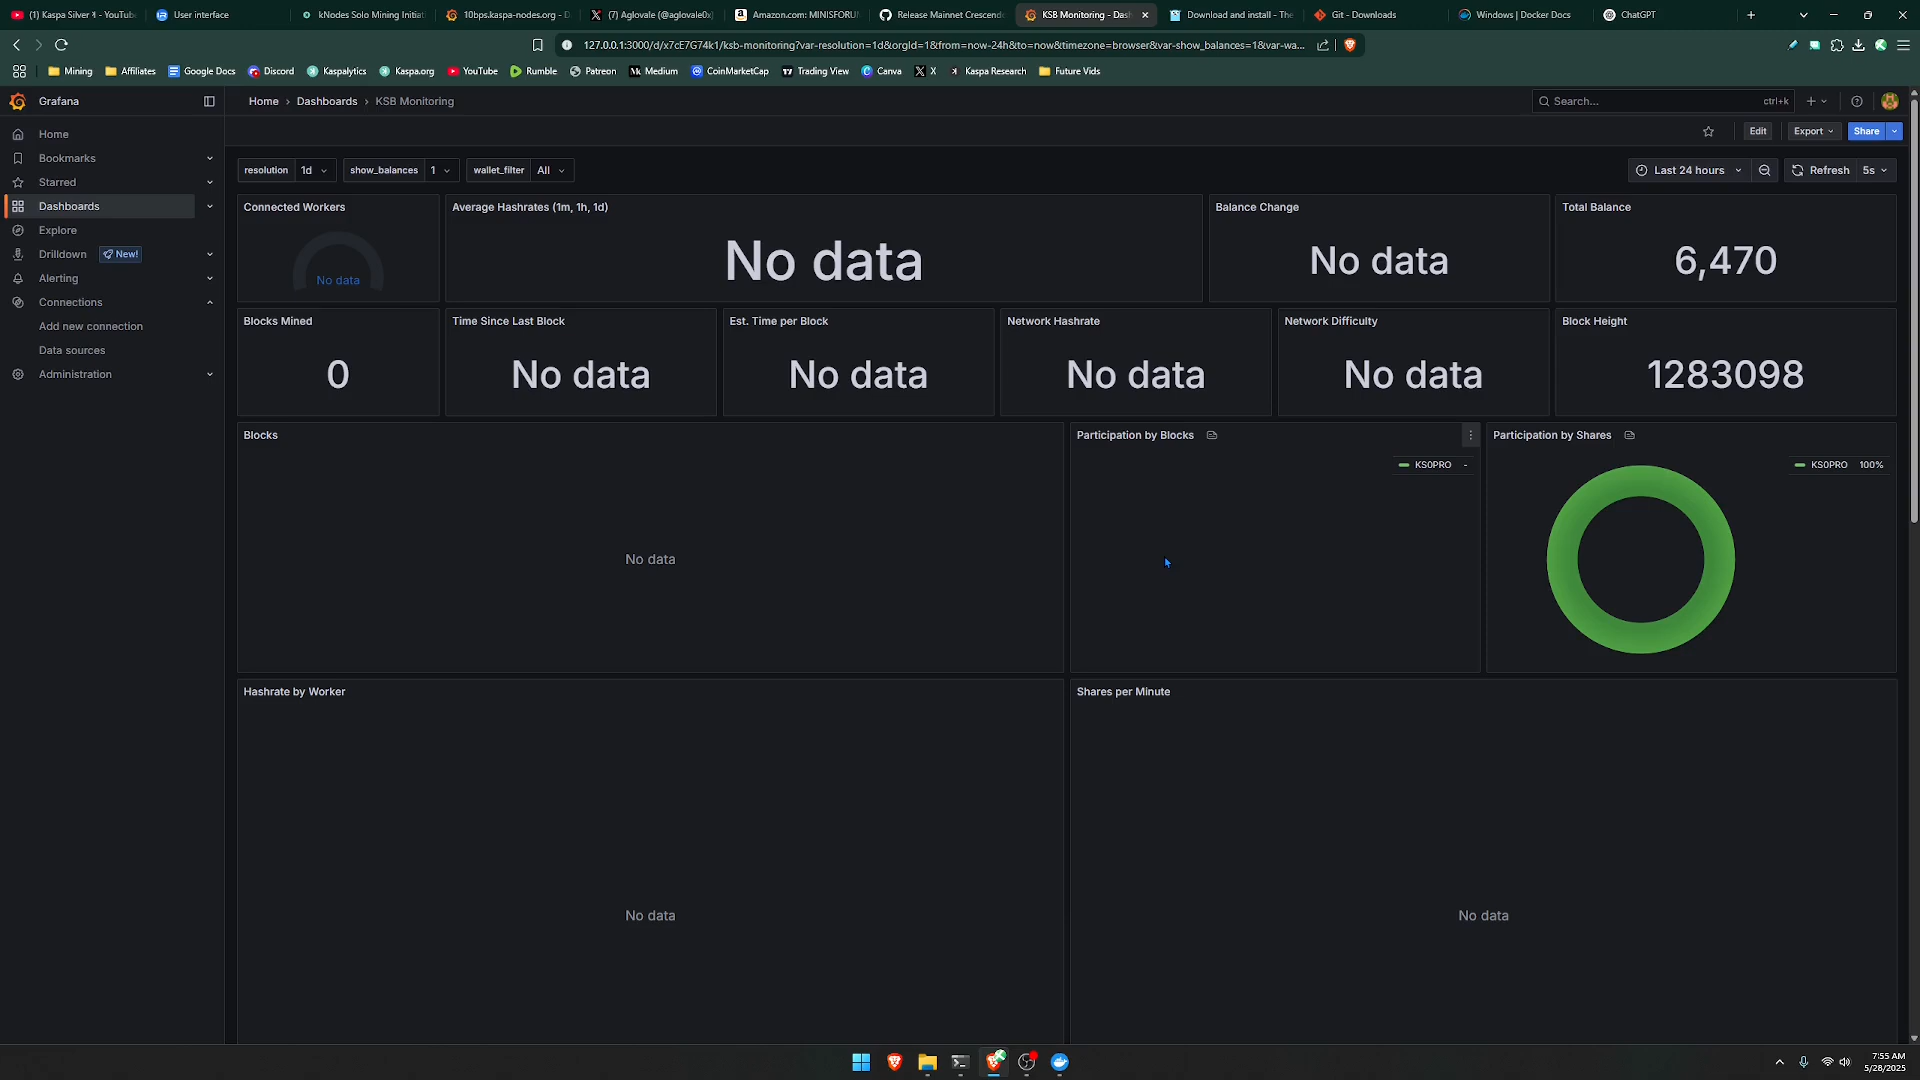 (1) Kaspa Silver
- YouTube
User interface
kNodes Solo Mining Initiat
10bps.kaspa-nodes.org - D
(7) Aglovale (@aglovale0x)
Amazon.com: MINISFORUM
Release Mainnet Crescendo
KSB Monitoring - Dash
Download and install - The
Git - Downloads
Windows | Docker Docs
ChatGPT
127.0.0.1:3000/d/x7cE7G74k1/ksb-monitoring?var-resolution=1d&orgId=1&from=now-24h&to=now&timezone=browser&var-show_balances=1&var-wa...
Mining
Affiliates
Google Docs
Discord
Kaspalytics
Kaspa.org
YouTube
Rumble
Patreon
Medium
CoinMarketCap
Trading View
Canva
X
Kaspa Research
Future Vids
Grafana
Home › Dashboards › KSB Monitoring
Search...
ctrl+k
Edit
Export
Share
Home
Bookmarks
Starred
Dashboards
Explore
Drilldown
New!
Alerting
Connections
Add new connection
Data sources
Administration
resolution 1d
show_balances 1
wallet_filter All
Last 24 hours
Refresh 5s
Connected Workers
No data
Average Hashrates (1m, 1h, 1d)
No data
Balance Change
No data
Total Balance
6,470
Blocks Mined
0
Time Since Last Block
No data
Est. Time per Block
No data
Network Hashrate
No data
Network Difficulty
No data
Block Height
1283098
Blocks
No data
Participation by Blocks
KS0PRO -
Participation by Shares
KS0PRO 100%
Hashrate by Worker
No data
Shares per Minute
No data
7:55 AM
5/28/2025